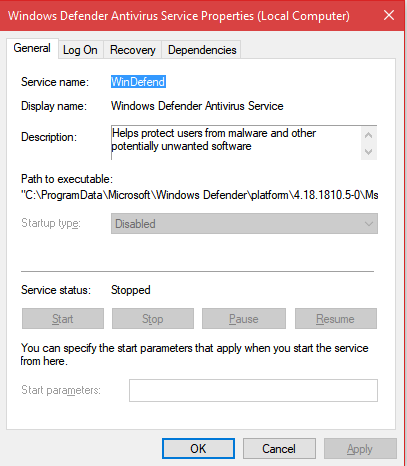 Windows Defender Antivirus Service Properties (Local Computer)
General Log On Recovery Dependencies
Service name: WinDefend
Display name: Windows Defender Antivirus Service
Description: Helps protect users from malware and other
potentially unwanted software
Path to executable:
"C:\ProgramData\Microsoft\Windows Defender\platform\4.18.1810.5-0\Ms
Startup type: Disabled
Service status: Stopped
Start Stop Pause Resume
You can specify the start parameters that apply when you start the service
from here.
Start parameters:
OK Cancel Apply